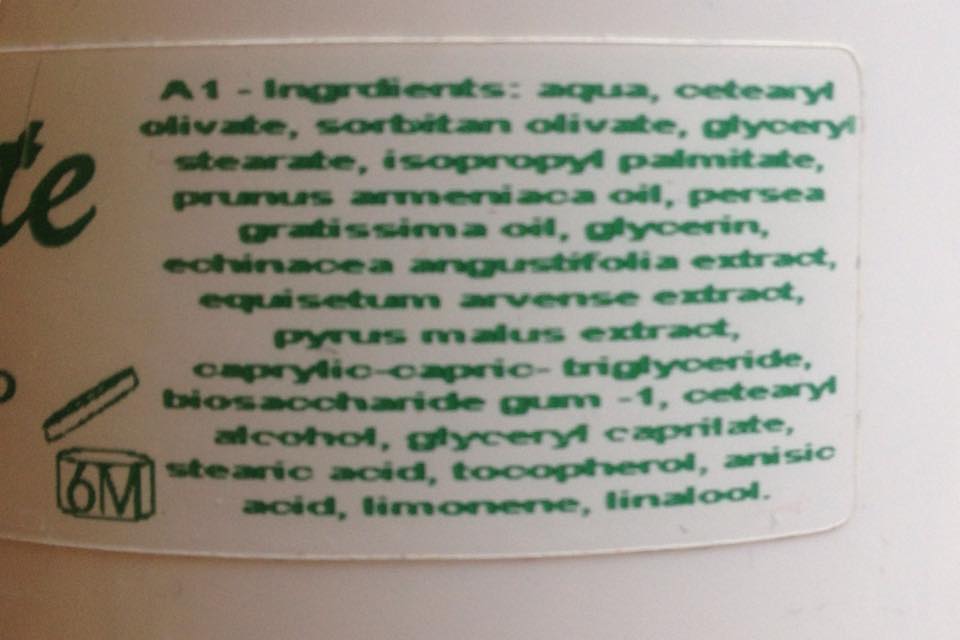 A1 - Ingrdients: aqua, cetearyl
olivate, sorbitan olivate, glyceryl
stearate, isopropyl palmitate,
prunus armeniaca oil, persea
gratissima oil, glycerin,
echinacea angustifolia extract,
equisetum arvense extract,
pyrus malus extract,
caprylic-capric- triglyceride,
biosaccharide gum -1, cetearyl
alcohol, glyceryl caprilate,
stearic acid, tocopherol, anisic
acid, limonene, linalool.
te
6M